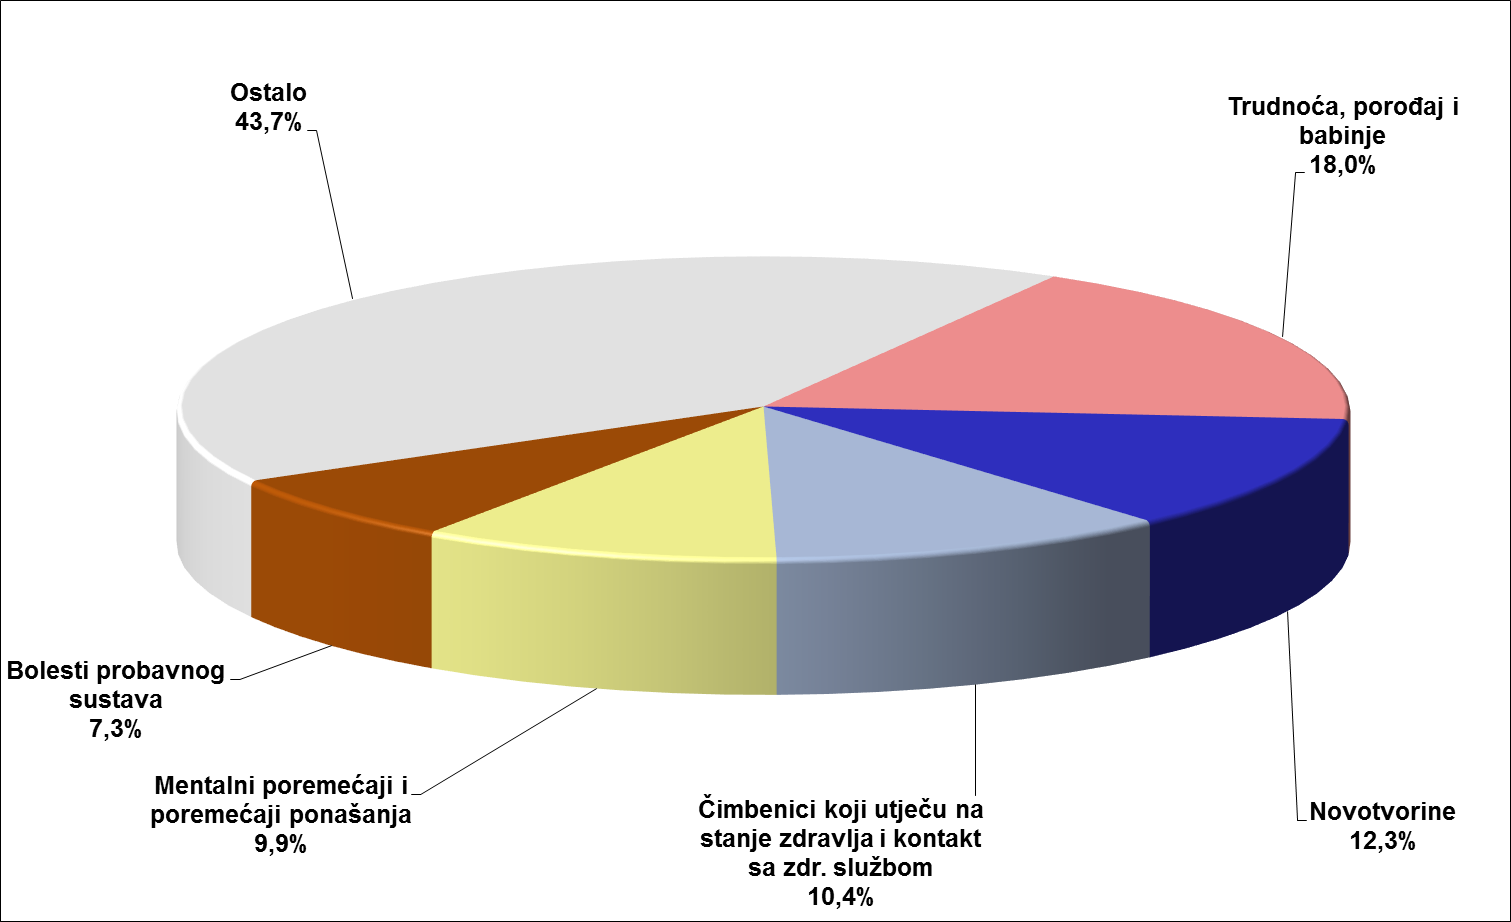 Ostalo
43,7%
Trudnoća, porođaj i
babinje
18,0%
Bolesti probavnog
sustava
7,3%
Mentalni poremećaji i
poremećaji ponašanja
9,9%
Čimbenici koji utječu na
stanje zdravlja i kontakt
sa zdr. službom
10,4%
Novotvorine
12,3%